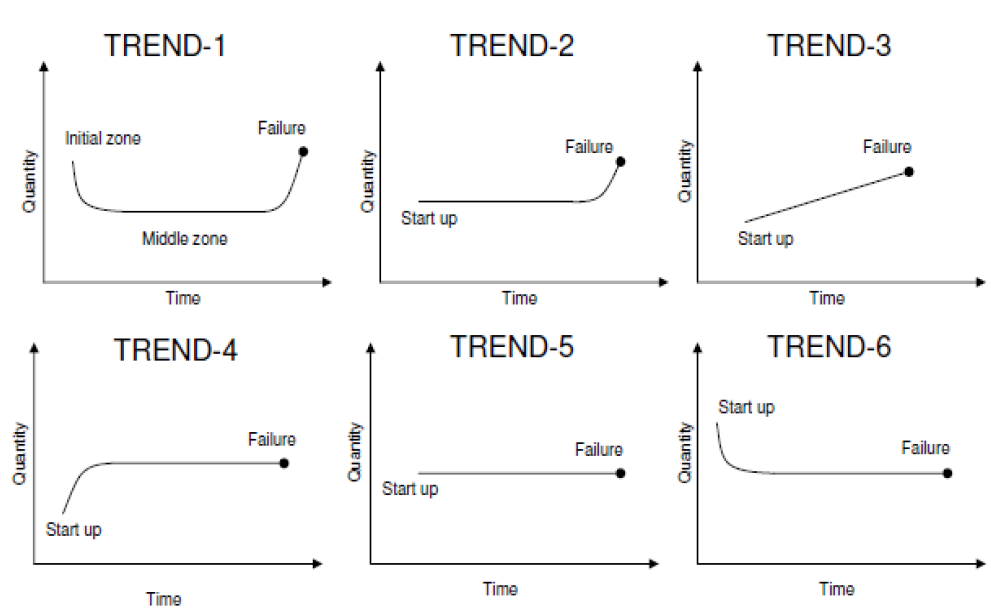 TREND-1
TREND-2
TREND-3
Initial zone
Failure
Failure
Failure
Quantity
Quantity
Quantity
Middle zone
Start up
Start up
Time
Time
Time
TREND-4
TREND-5
TREND-6
Start up
Failure
Failure
Failure
Quantity
Quantity
Quantity
Start up
Start up
Time
Time
Time